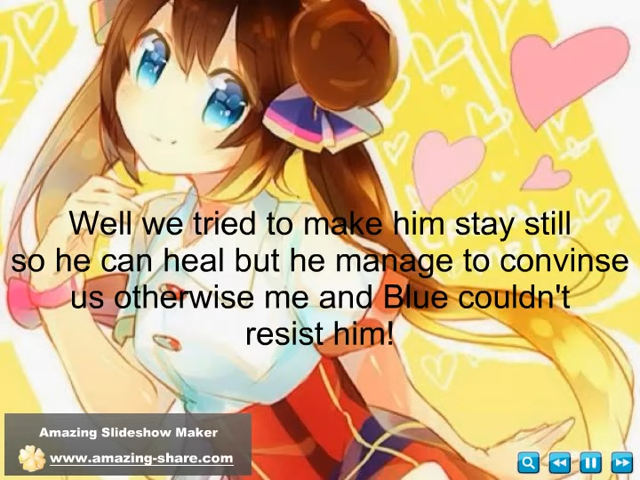 Well we tried to make him stay still
so he can heal but he manage to convinse
us otherwise me and Blue couldn't
resist him!
Amazing Slideshow Maker
www.amazing-share.com